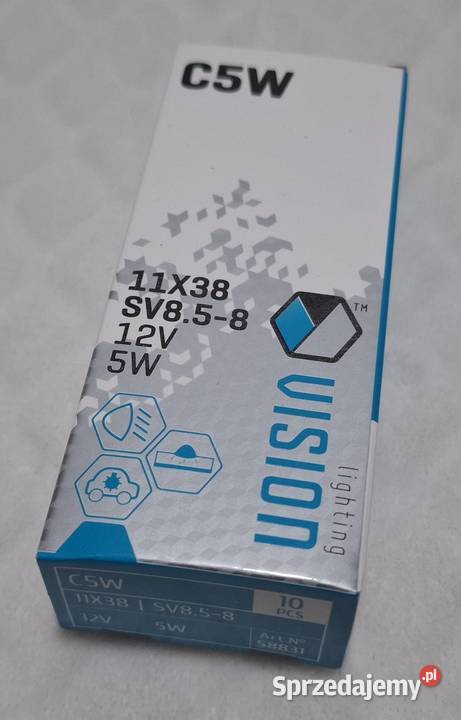 C5W
11X38
SV8.5-8
12V
5W
TM
VISION
lighting
C5W
10
PCS
11X38 | SV8.5-8
12V 5W
Art.N°
58831
Sprzedajemy.pl